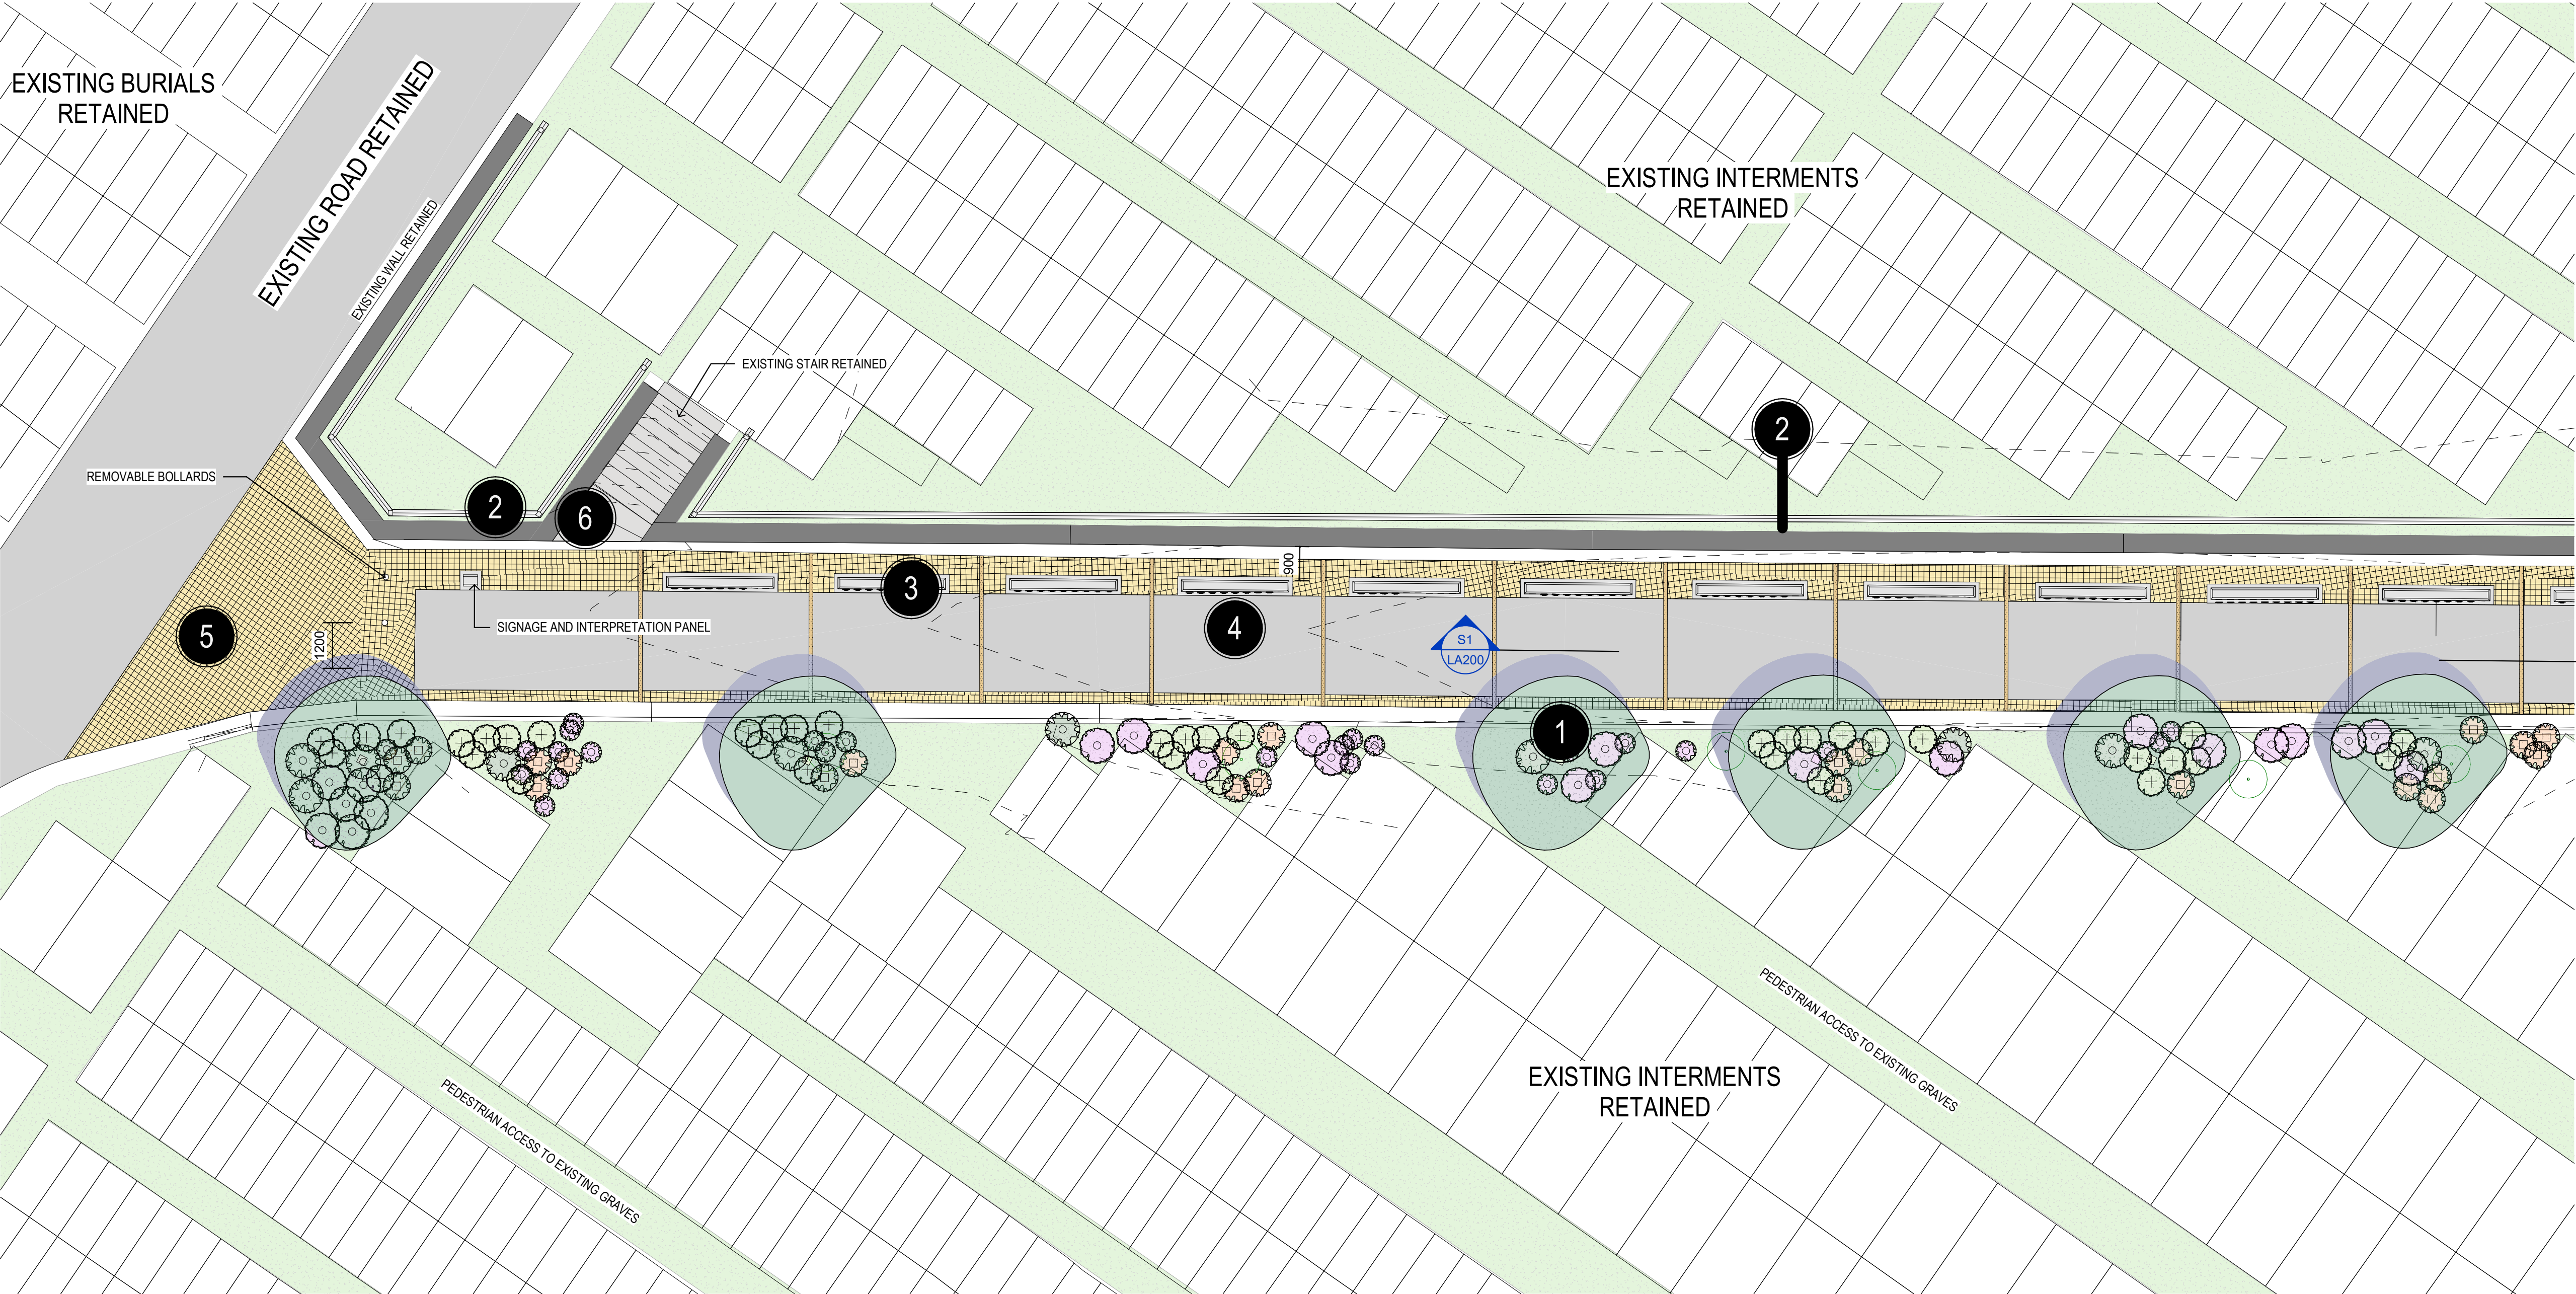 EXISTING BURIALS
RETAINED
EXISTING ROAD RETAINED
EXISTING WALL RETAINED
EXISTING INTERMENTS
RETAINED
EXISTING STAIR RETAINED
2
REMOVABLE BOLLARDS
2
6
900
3
SIGNAGE AND INTERPRETATION PANEL
4
5
1200
S1
LA200
1
PEDESTRIAN ACCESS TO EXISTING GRAVES
EXISTING INTERMENTS
RETAINED
PEDESTRIAN ACCESS TO EXISTING GRAVES